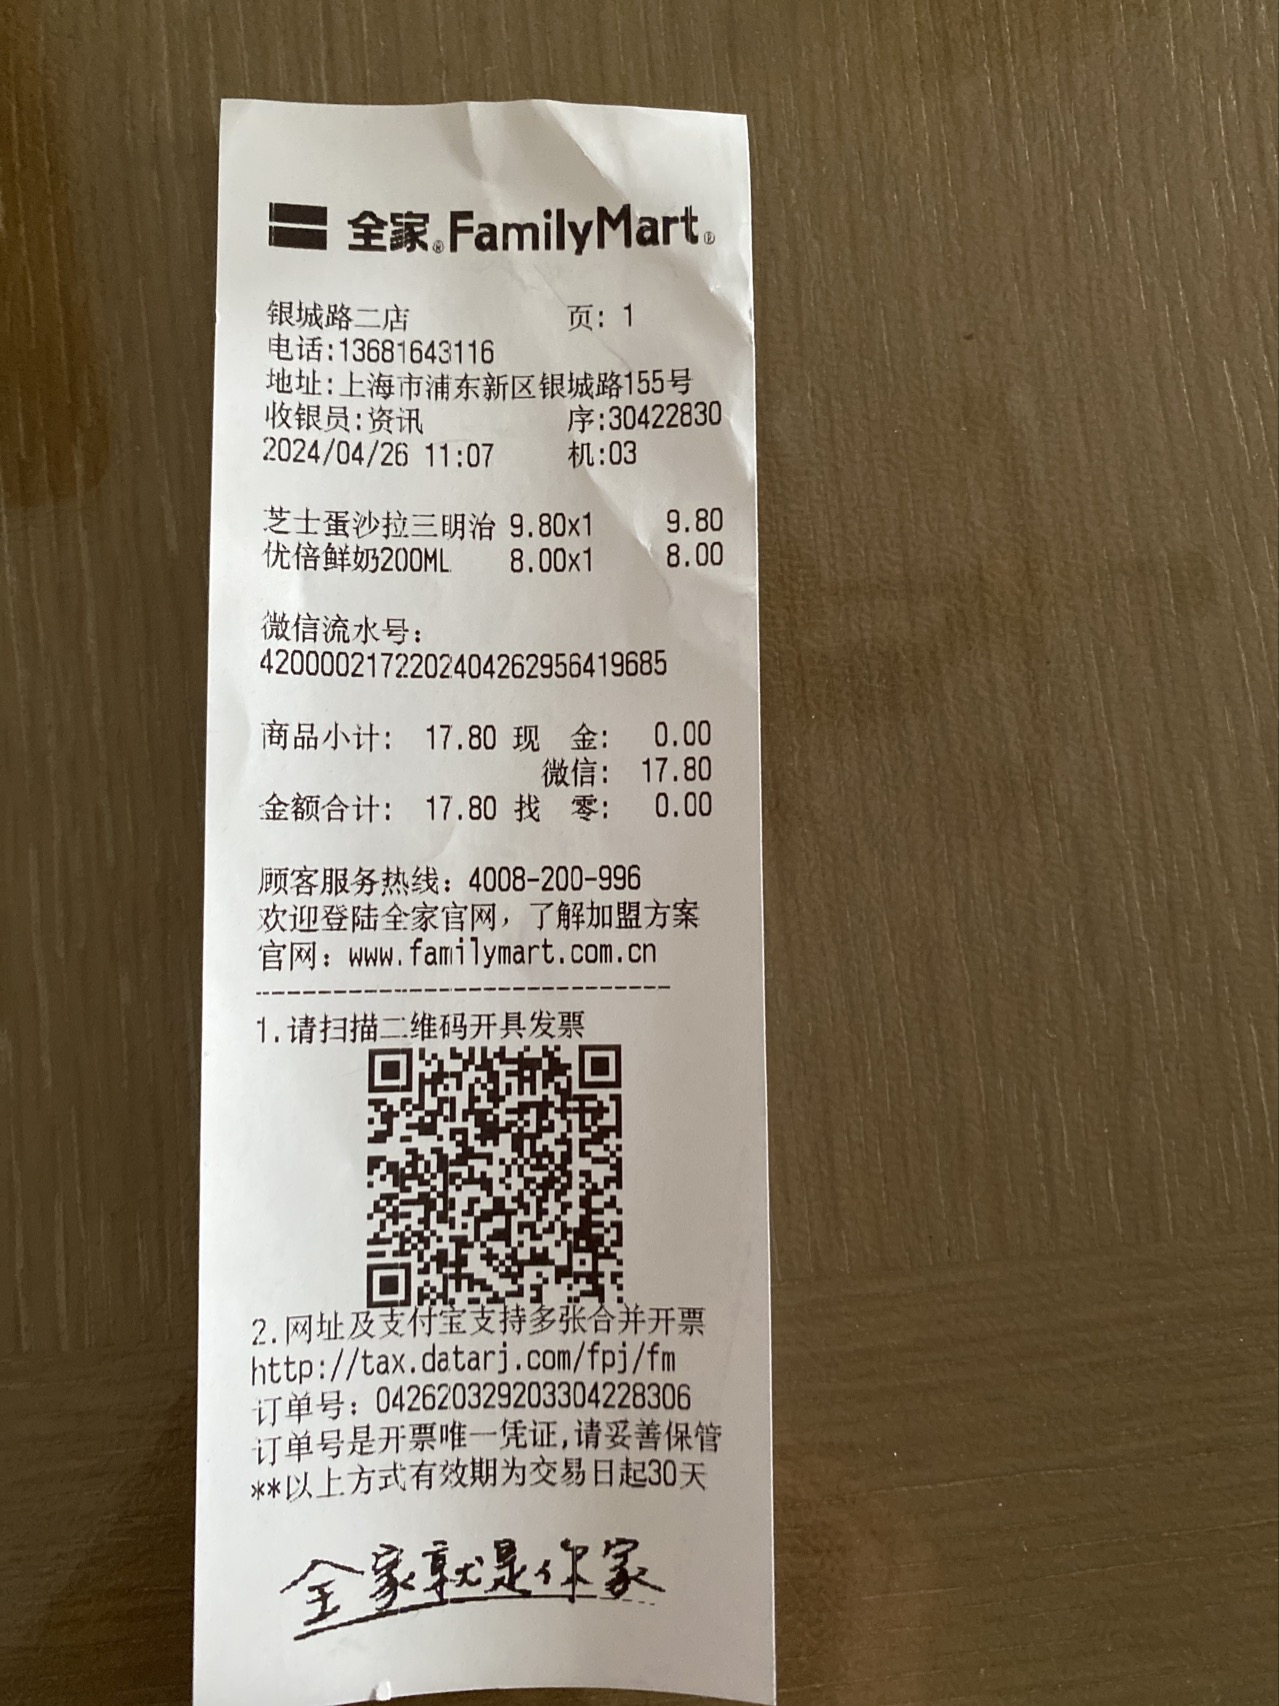 全家® FamilyMart®
银城路二店 页: 1
电话:13681643116
地址:上海市浦东新区银城路155号
收银员:资讯 序:30422830
2024/04/26 11:07 机:03
芝士蛋沙拉三明治 9.80x1 9.80
优倍鲜奶200ML 8.00x1 8.00
微信流水号:
4200002172202404262956419685
商品小计: 17.80 现 金: 0.00
微信: 17.80
金额合计: 17.80 找 零: 0.00
顾客服务热线: 4008-200-996
欢迎登陆全家官网, 了解加盟方案
官网: www.familymart.com.cn
1.请扫描二维码开具发票
2.网址及支付宝支持多张合并开票
http://tax.datarj.com/fpj/fm
订单号: 042620329203304228306
订单号是开票唯一凭证,请妥善保管
**以上方式有效期为交易日起30天
全家就是你家